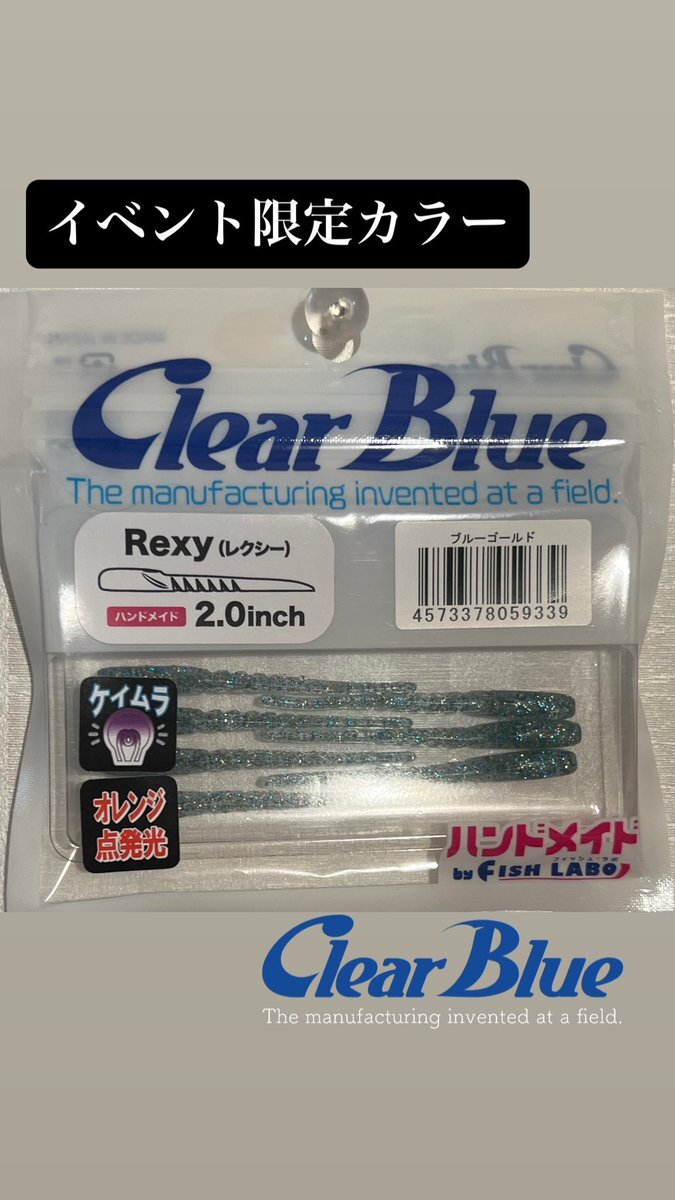 イベント限定カラー
Clear Blue
The manufacturing invented at a field.
Rexy(レクシー)
ハンドメイド 2.0inch
ブルーゴールド
4573378059339
ケイムラ
オレンジ
点発光
ハンドメイド
フィッシュ・ラボ
by FISH LABO
Clear Blue
The manufacturing invented at a field.